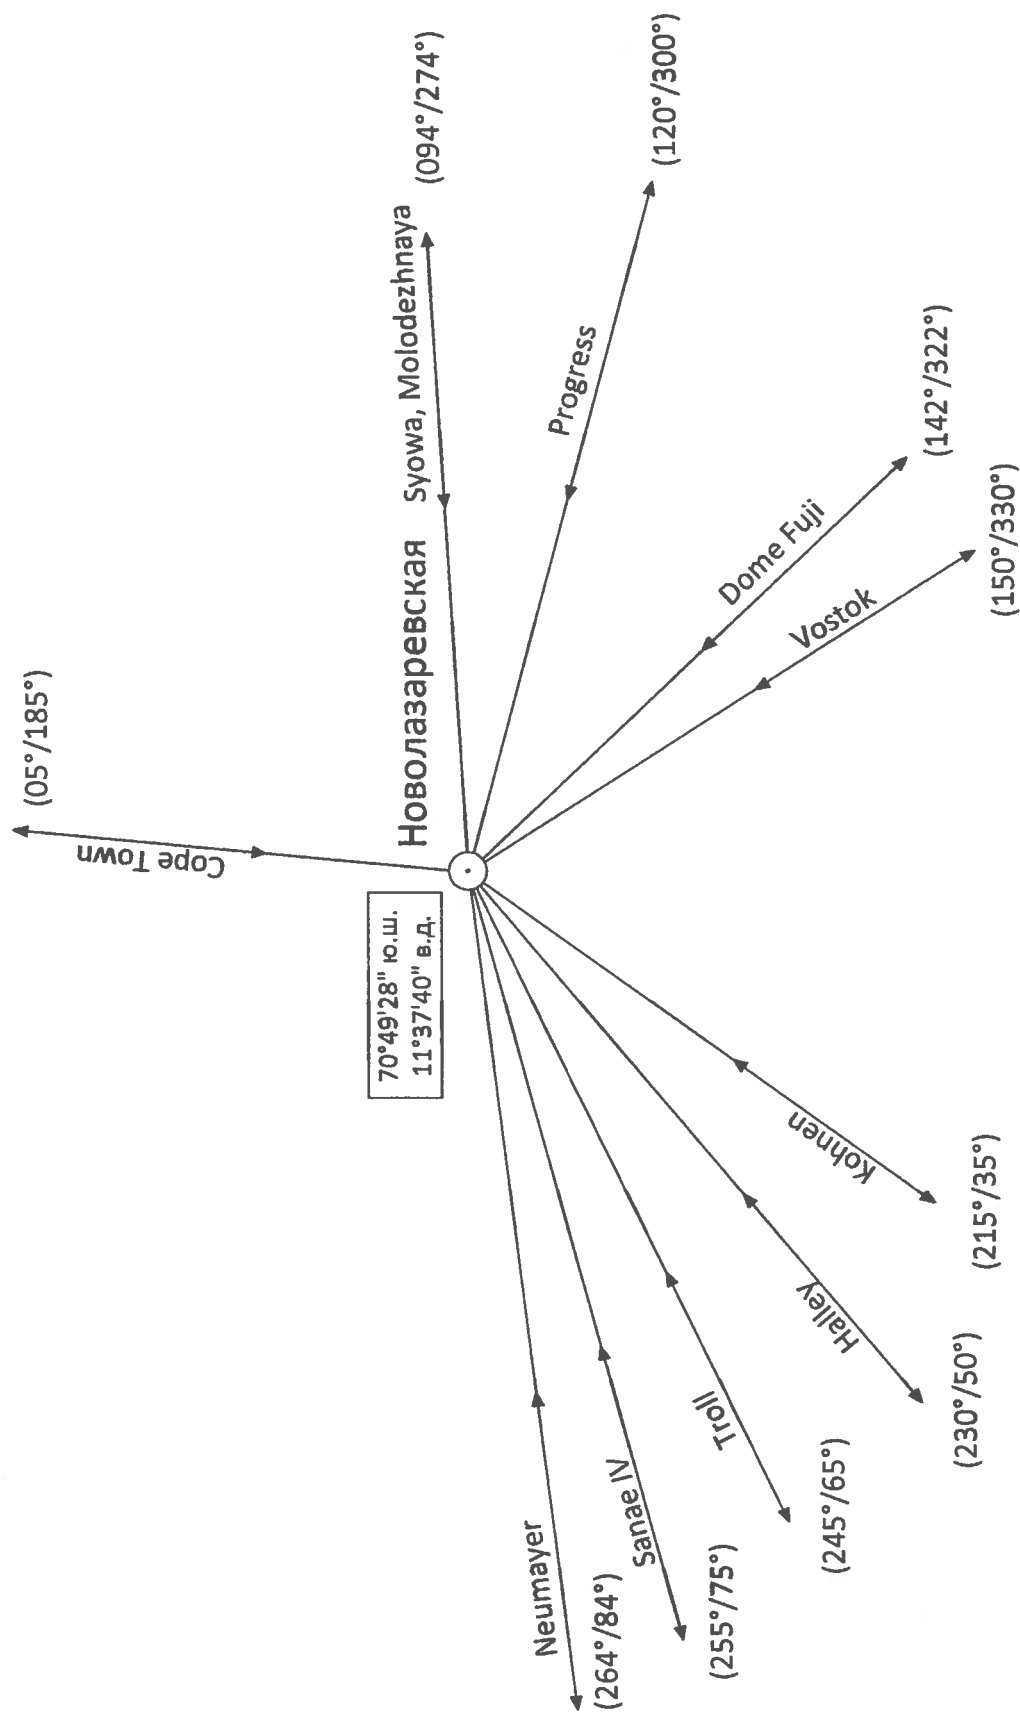 (05°/185°)
Cope Town
70°49'28" ю.ш.
11°37'40" в.д.
Новолазаревская
Syowa, Molodezhnaya
(094°/274°)
Progress
(120°/300°)
Dome Fuji
(142°/322°)
Vostok
(150°/330°)
Kohnen
(215°/35°)
Halley
(230°/50°)
Troll
(245°/65°)
Sanae IV
(255°/75°)
Neumayer
(264°/84°)